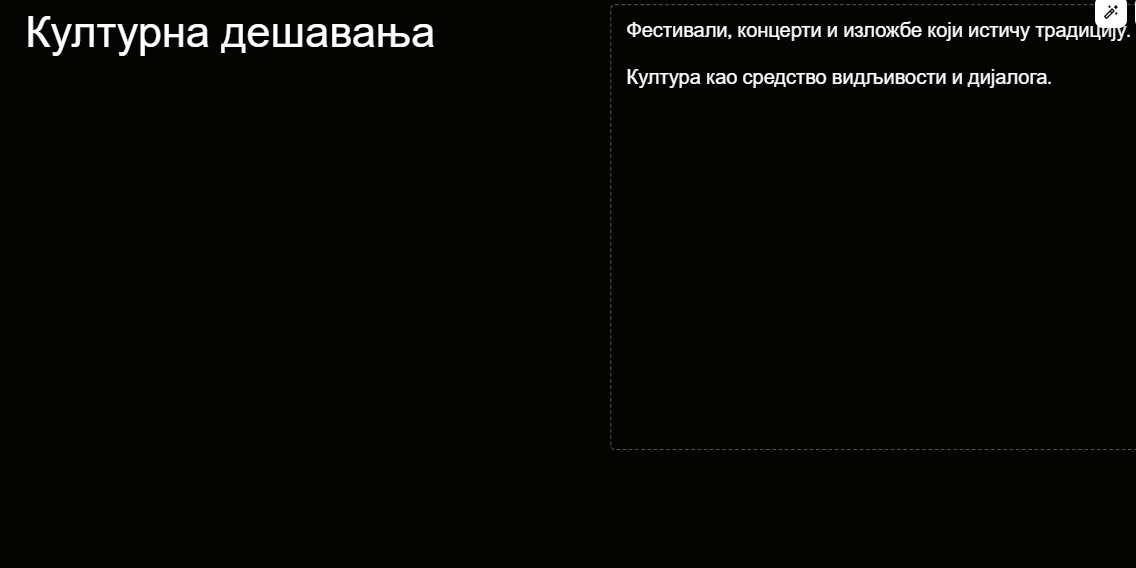 Културна дешавања
Фестивали, концерти и изложбе који истичу традицију.
Култура као средство видљивости и дијалога.